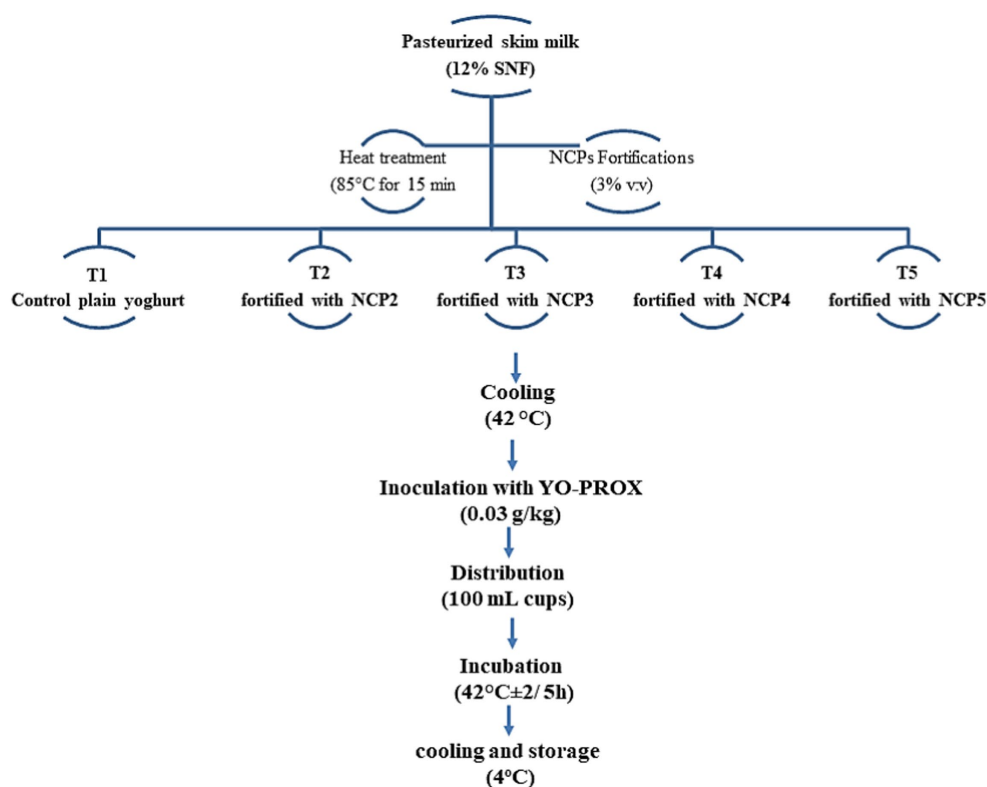 Pasteurized skim milk
(12% SNF)
Heat treatment
(85°C for 15 min
NCPs Fortifications
(3% v:v)
T1
Control plain yoghurt
T2
fortified with NCP2
T3
fortified with NCP3
T4
fortified with NCP4
T5
fortified with NCP5
Cooling
(42 °C)
Inoculation with YO-PROX
(0.03 g/kg)
Distribution
(100 mL cups)
Incubation
(42°C±2/ 5h)
cooling and storage
(4ºC)